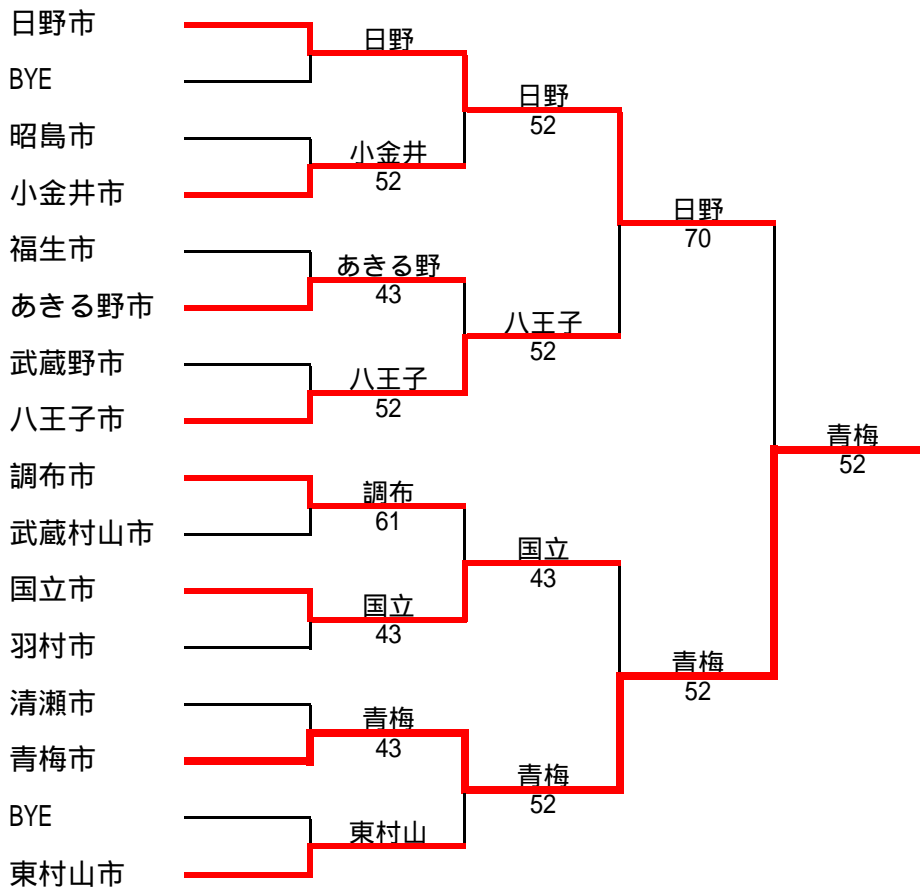 日野市
BYE
昭島市
小金井市
福生市
あきる野市
武蔵野市
八王子市
調布市
武蔵村山市
国立市
羽村市
清瀬市
青梅市
BYE
東村山市
日野
小金井
52
あきる野
43
八王子
52
調布
61
国立
43
青梅
43
東村山
日野
52
八王子
52
国立
43
青梅
52
日野
70
青梅
52
青梅
52